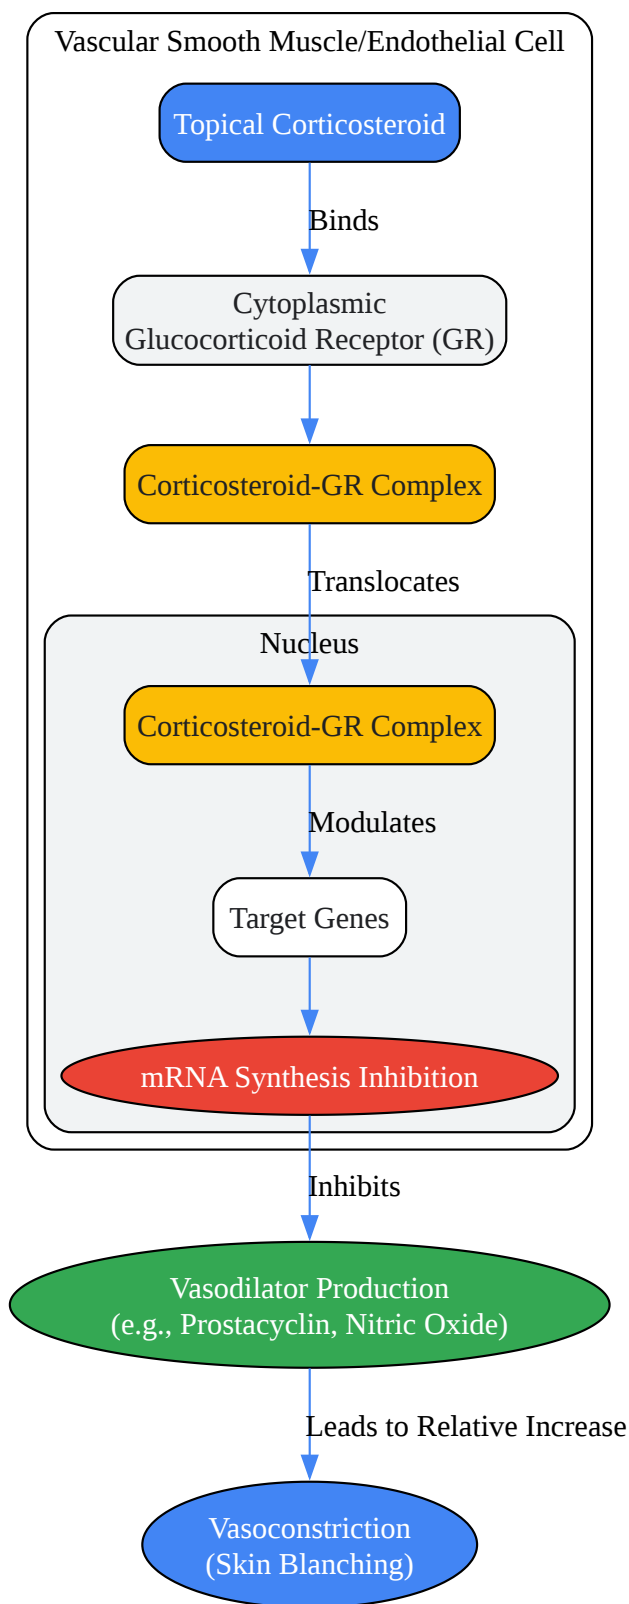 Vascular Smooth Muscle/Endothelial Cell
Topical Corticosteroid
Binds
Cytoplasmic
Glucocorticoid Receptor (GR)
Corticosteroid-GR Complex
Translocates
Nucleus
Corticosteroid-GR Complex
Modulates
Target Genes
mRNA Synthesis Inhibition
Inhibits
Vasodilator Production
(e.g., Prostacyclin, Nitric Oxide)
Leads to Relative Increase
Vasoconstriction
(Skin Blanching)